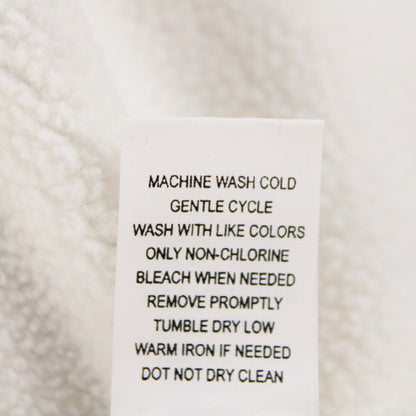 MACHINE WASH COLD
GENTLE CYCLE
WASH WITH LIKE COLORS
ONLY NON-CHLORINE
BLEACH WHEN NEEDED
REMOVE PROMPTLY
TUMBLE DRY LOW
WARM IRON IF NEEDED
DOT NOT DRY CLEAN